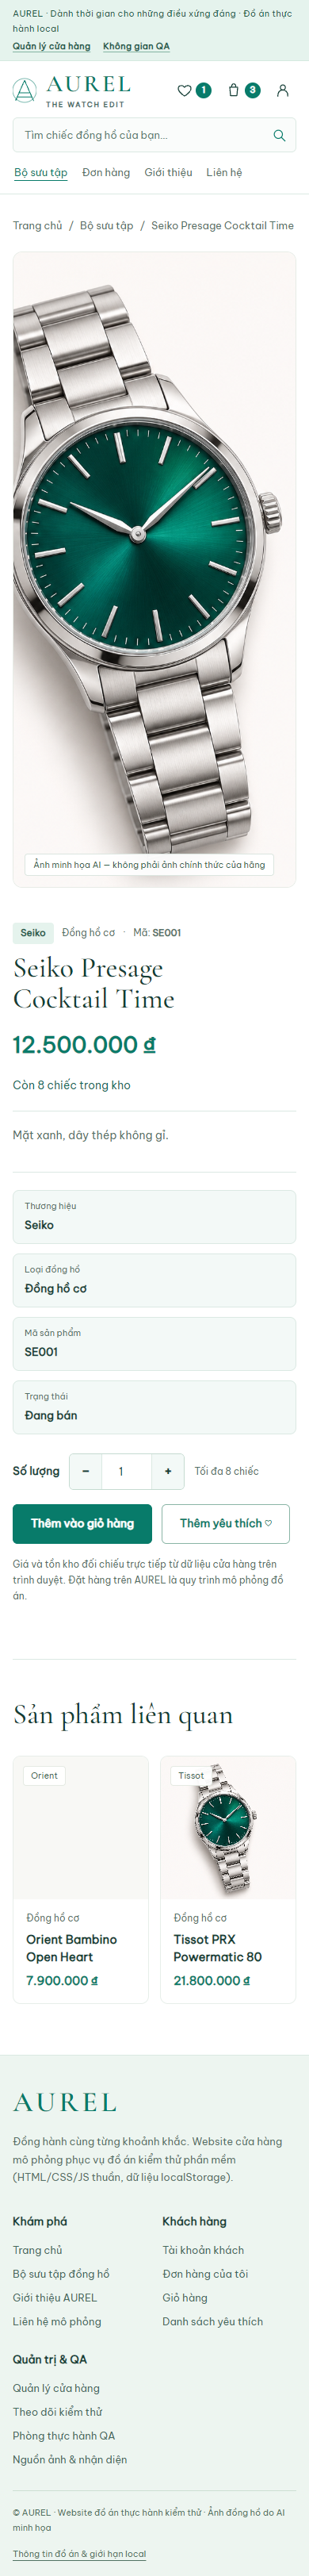 AUREL · Dành thời gian cho những điều xứng đáng · Đồ án thực
hành local
Quản lý cửa hàng Không gian QA
AUREL
THE WATCH EDIT
1
3
Tìm chiếc đồng hồ của bạn...
Bộ sưu tập Đơn hàng Giới thiệu Liên hệ
Trang chủ / Bộ sưu tập / Seiko Presage Cocktail Time
Ảnh minh họa AI — không phải ảnh chính thức của hãng
Seiko Đồng hồ cơ · Mã: SE001
Seiko Presage
Cocktail Time
12.500.000 ₫
Còn 8 chiếc trong kho
Mặt xanh, dây thép không gỉ.
Thương hiệu
Seiko
Loại đồng hồ
Đồng hồ cơ
Mã sản phẩm
SE001
Trạng thái
Đang bán
Số lượng − 1 + Tối đa 8 chiếc
Thêm vào giỏ hàng Thêm yêu thích ♡
Giá và tồn kho đối chiếu trực tiếp từ dữ liệu cửa hàng trên
trình duyệt. Đặt hàng trên AUREL là quy trình mô phỏng đồ
án.
Sản phẩm liên quan
Orient
Đồng hồ cơ
Orient Bambino
Open Heart
7.900.000 ₫
Tissot
Đồng hồ cơ
Tissot PRX
Powermatic 80
21.800.000 ₫
AUREL
Đồng hành cùng từng khoảnh khắc. Website cửa hàng
mô phỏng phục vụ đồ án kiểm thử phần mềm
(HTML/CSS/JS thuần, dữ liệu localStorage).
Khám phá
Trang chủ
Bộ sưu tập đồng hồ
Giới thiệu AUREL
Liên hệ mô phỏng
Khách hàng
Tài khoản khách
Đơn hàng của tôi
Giỏ hàng
Danh sách yêu thích
Quản trị & QA
Quản lý cửa hàng
Theo dõi kiểm thử
Phòng thực hành QA
Nguồn ảnh & nhận diện
© AUREL · Website đồ án thực hành kiểm thử · Ảnh đồng hồ do AI
minh họa
Thông tin đồ án & giới hạn local